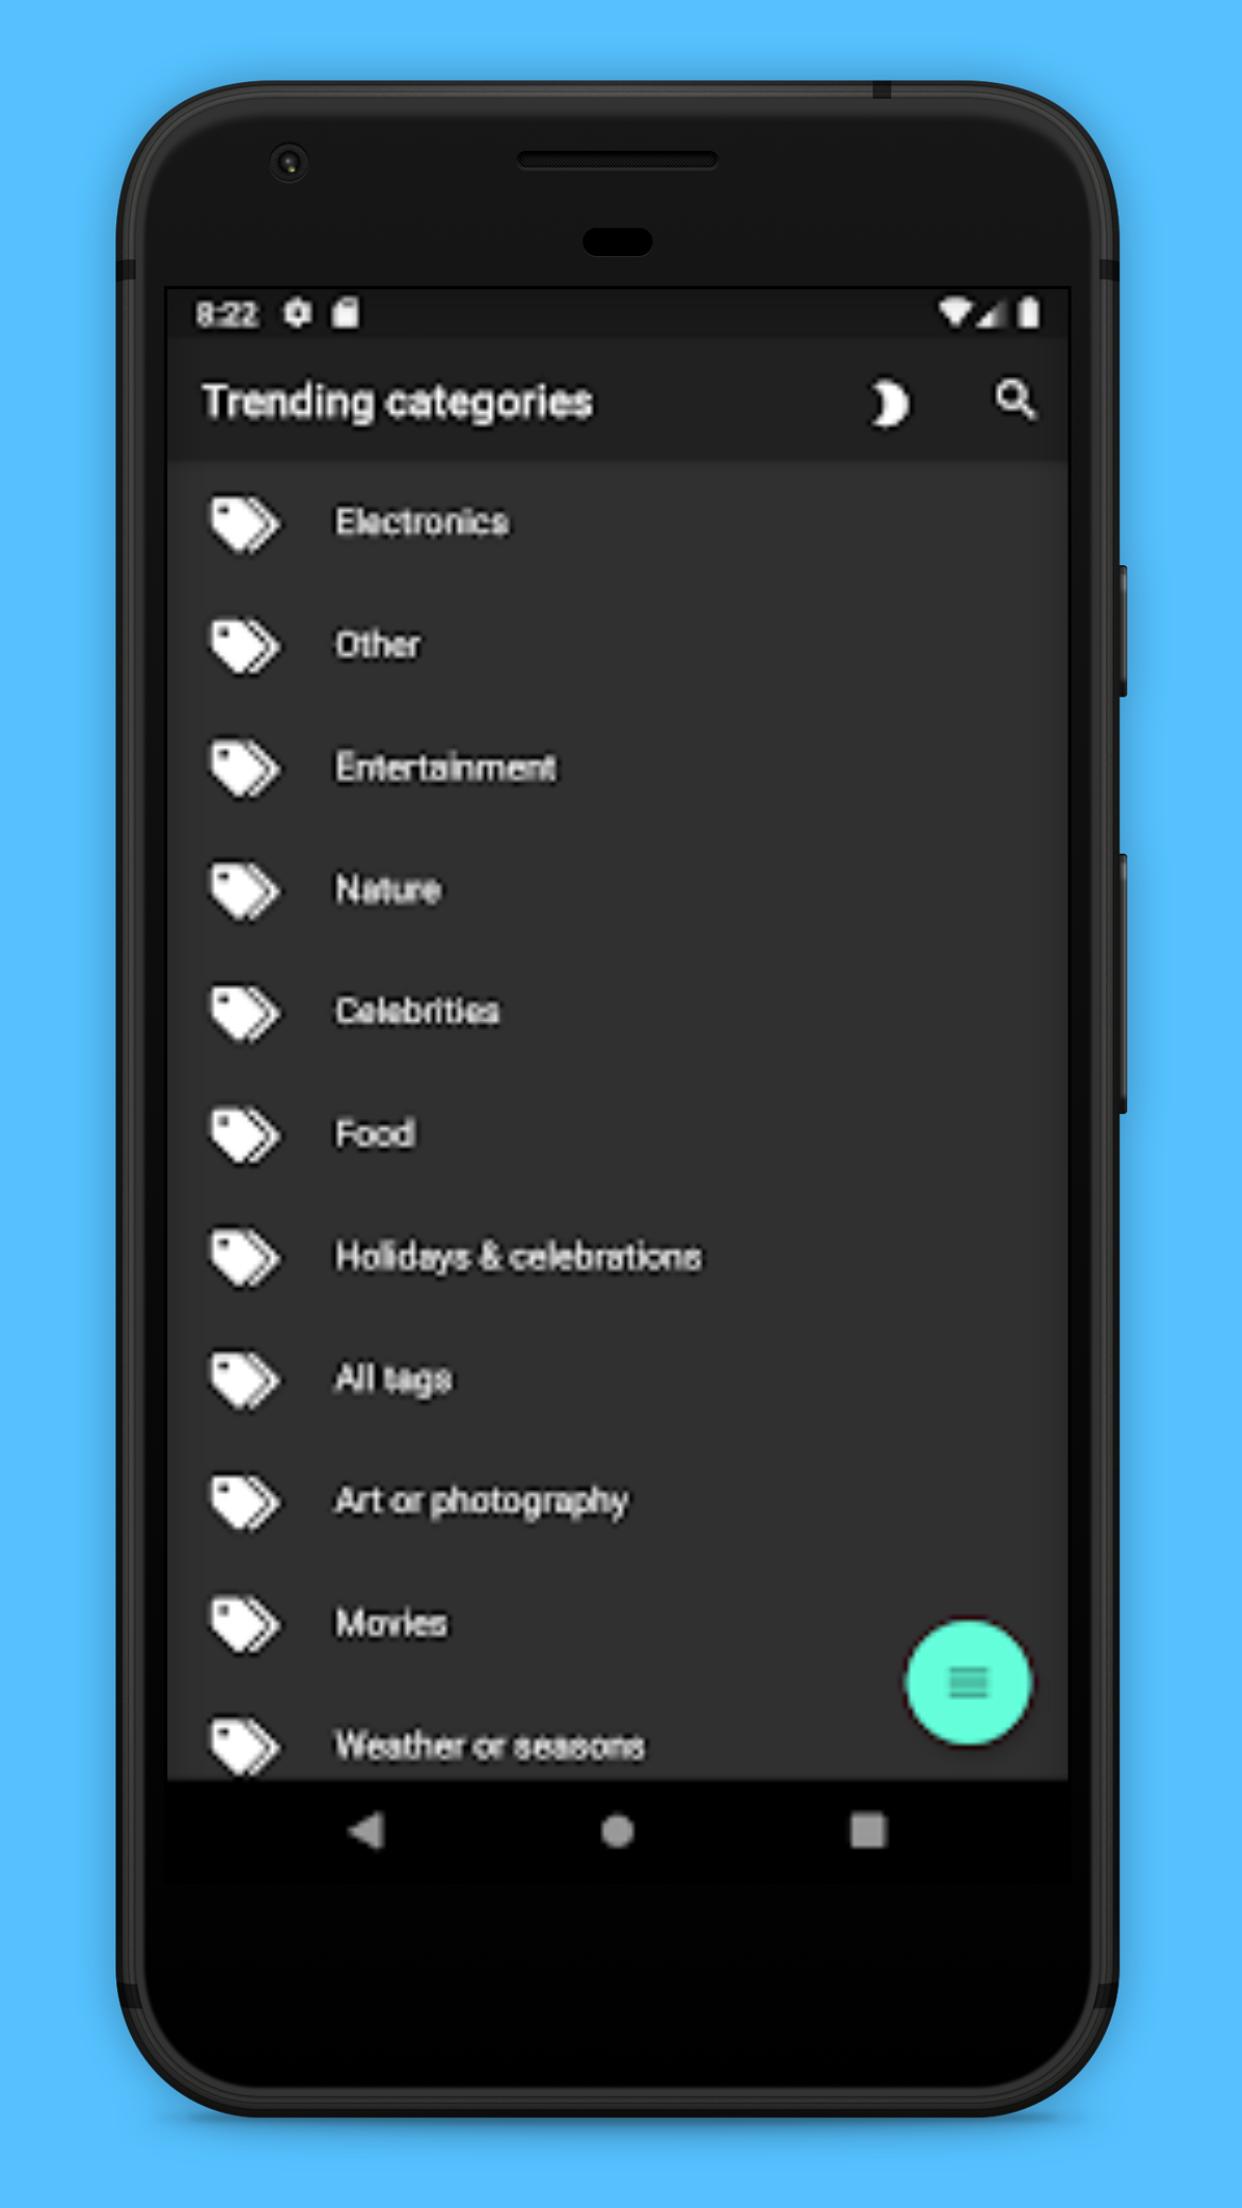 8:22
Trending categories
Electronics
Other
Entertainment
Nature
Celebrities
Food
Holidays & celebrations
All tags
Art or photography
Movies
Weather or seasons